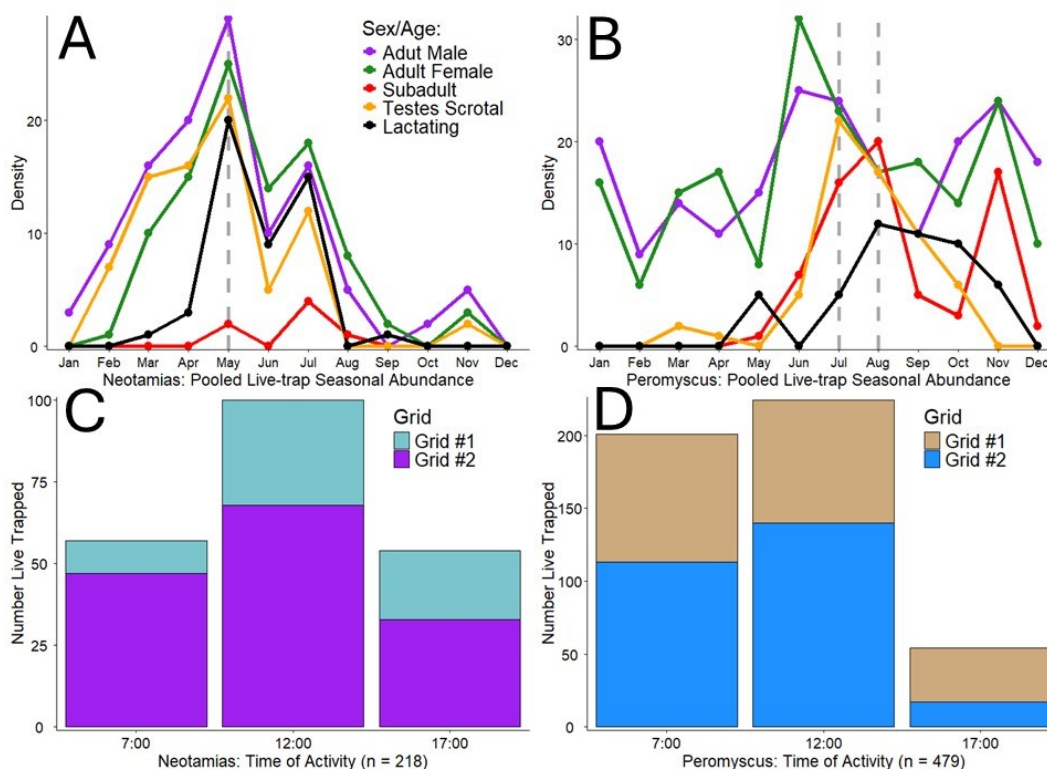 A
Density
20
10
0
Jan Feb Mar Apr May Jun Jul Aug Sep Oct Nov Dec
Neotamias: Pooled Live-trap Seasonal Abundance
Sex/Age:
Adut Male
Adult Female
Subadult
Testes Scrotal
Lactating
B
Density
30
20
10
0
Jan Feb Mar Apr May Jun Jul Aug Sep Oct Nov Dec
Peromyscus: Pooled Live-trap Seasonal Abundance
C
Number Live Trapped
100
75
50
25
0
Grid
Grid #1
Grid #2
7:00 12:00 17:00
Neotamias: Time of Activity (n = 218)
D
Number Live Trapped
200
150
100
50
0
Grid
Grid #1
Grid #2
7:00 12:00 17:00
Peromyscus: Time of Activity (n = 479)